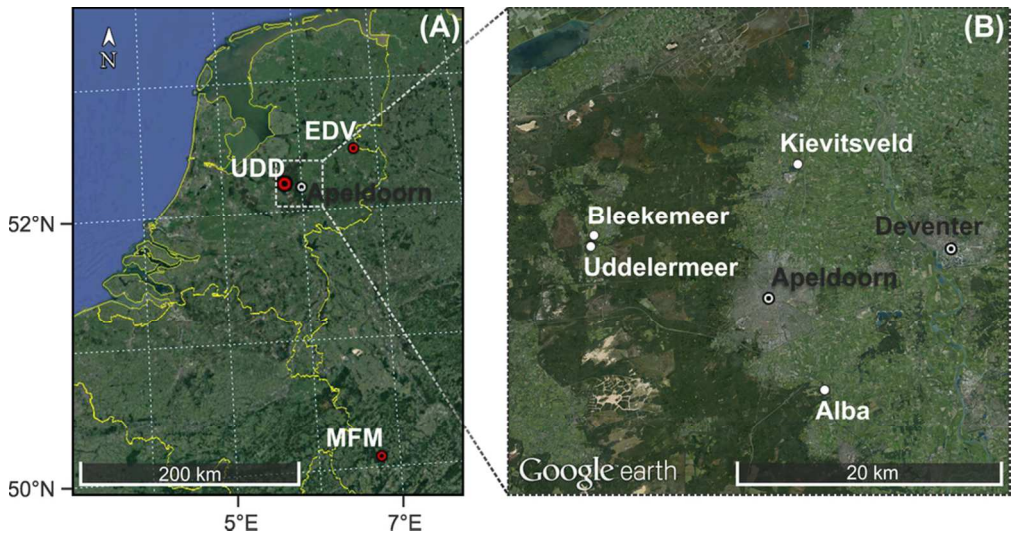 (A)
N
EDV
UDD
Apeldoorn
52°N
MFM
200 km
50°N
5°E
7°E
(B)
Kievitsveld
Bleekemeer
Deventer
Uddelermeer
Apeldoorn
Alba
Google earth
20 km